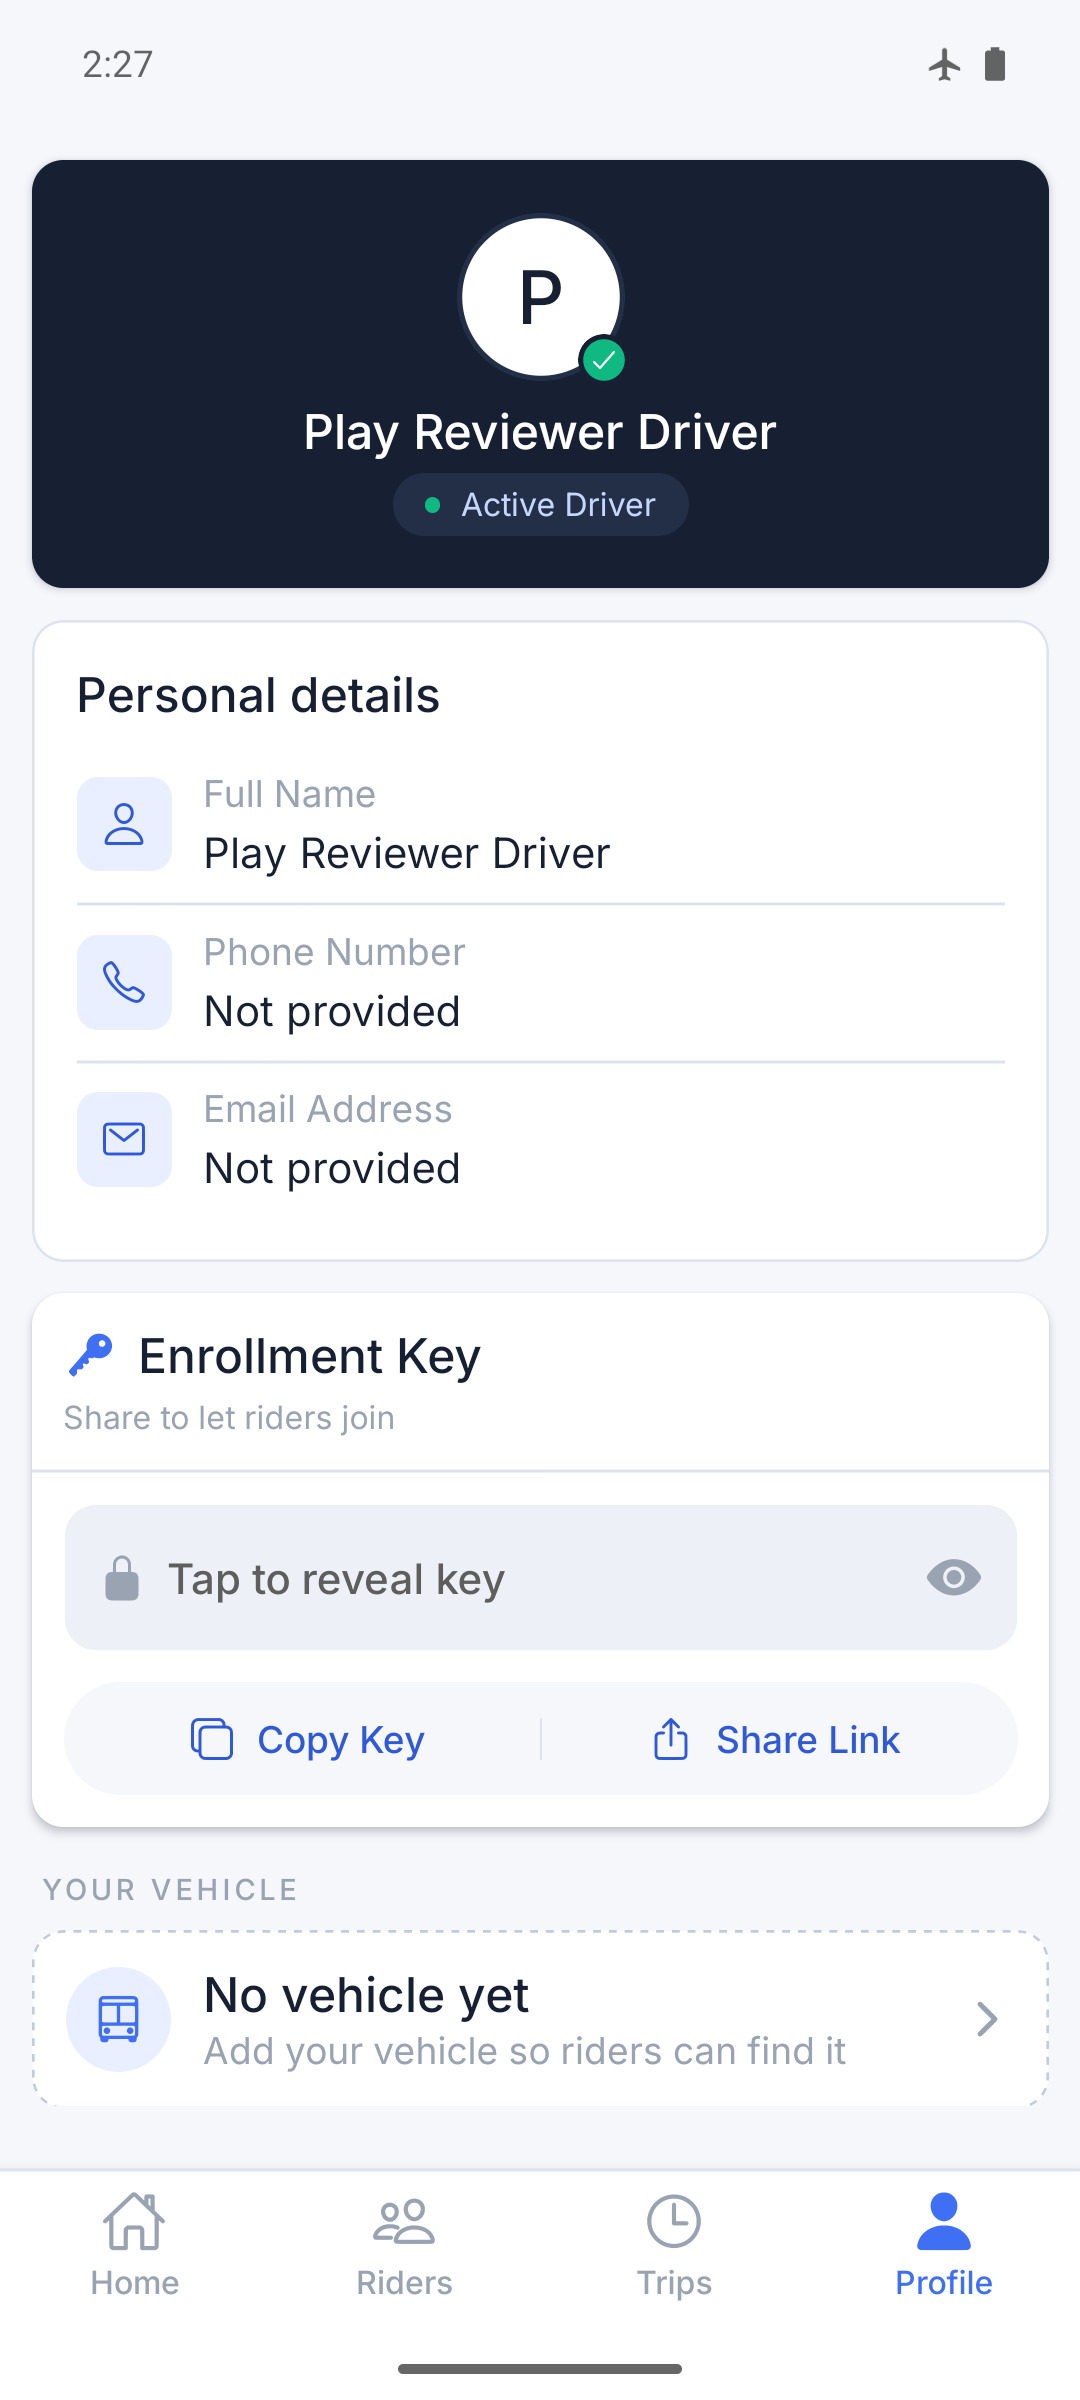 2:27
P
Play Reviewer Driver
Active Driver
Personal details
Full Name
Play Reviewer Driver
Phone Number
Not provided
Email Address
Not provided
Enrollment Key
Share to let riders join
Tap to reveal key
Copy Key
Share Link
YOUR VEHICLE
No vehicle yet
Add your vehicle so riders can find it
Home
Riders
Trips
Profile